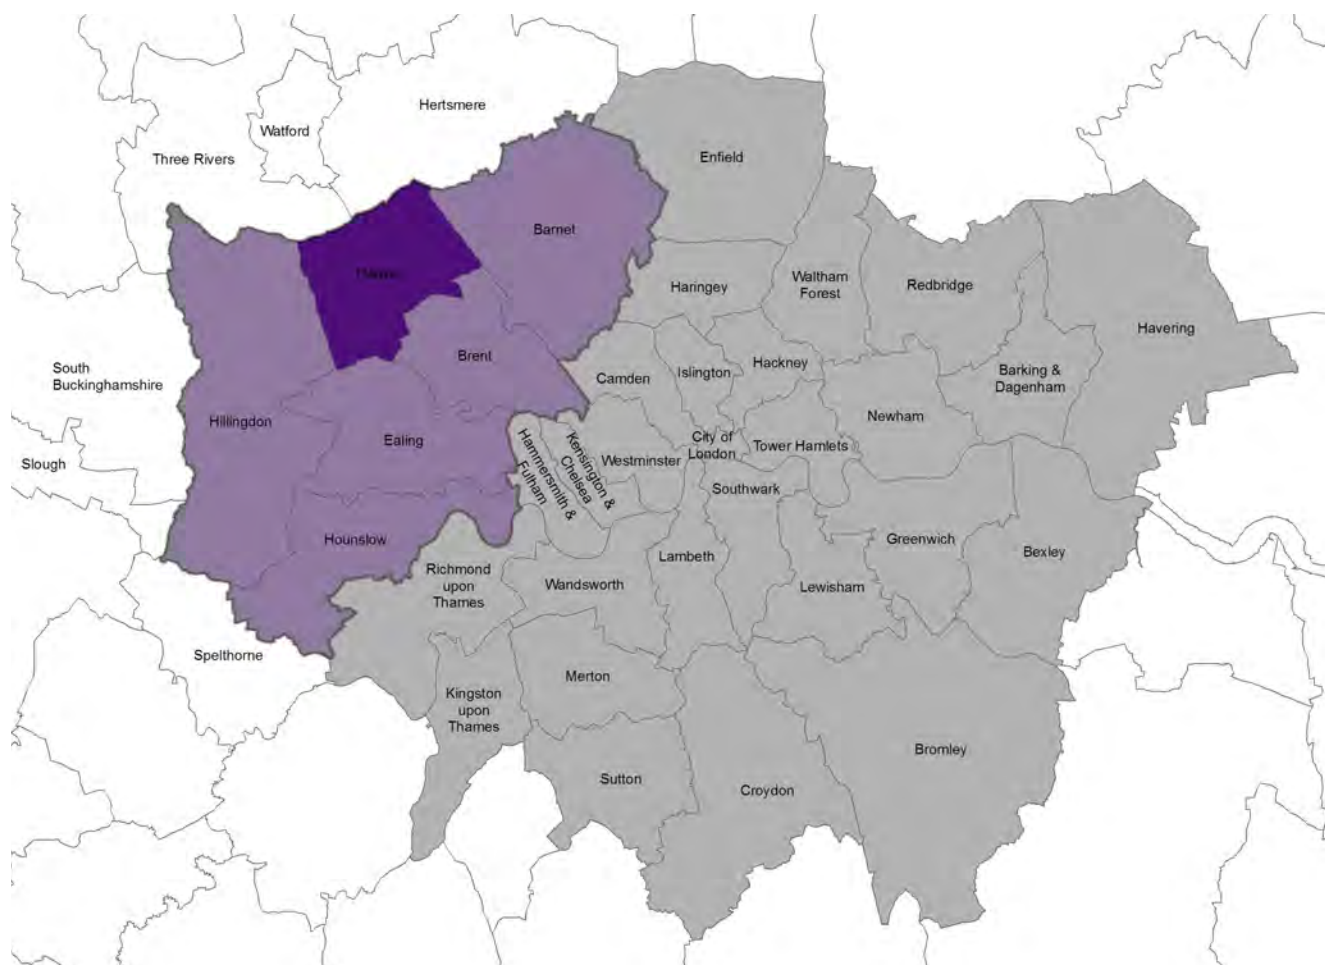 Hertsmere
Watford
Three Rivers
Enfield
Barnet
Harrow
Haringey
Waltham
Forest
Redbridge
Havering
South
Buckinghamshire
Brent
Camden
Islington
Hackney
Barking &
Dagenham
Hillingdon
Ealing
Newham
Slough
Hammersmith &
Fulham
Kensington &
Chelsea
Westminster
City of
London
Tower Hamlets
Southwark
Hounslow
Greenwich
Bexley
Richmond
upon
Thames
Wandsworth
Lambeth
Lewisham
Spelthorne
Merton
Kingston
upon
Thames
Sutton
Croydon
Bromley